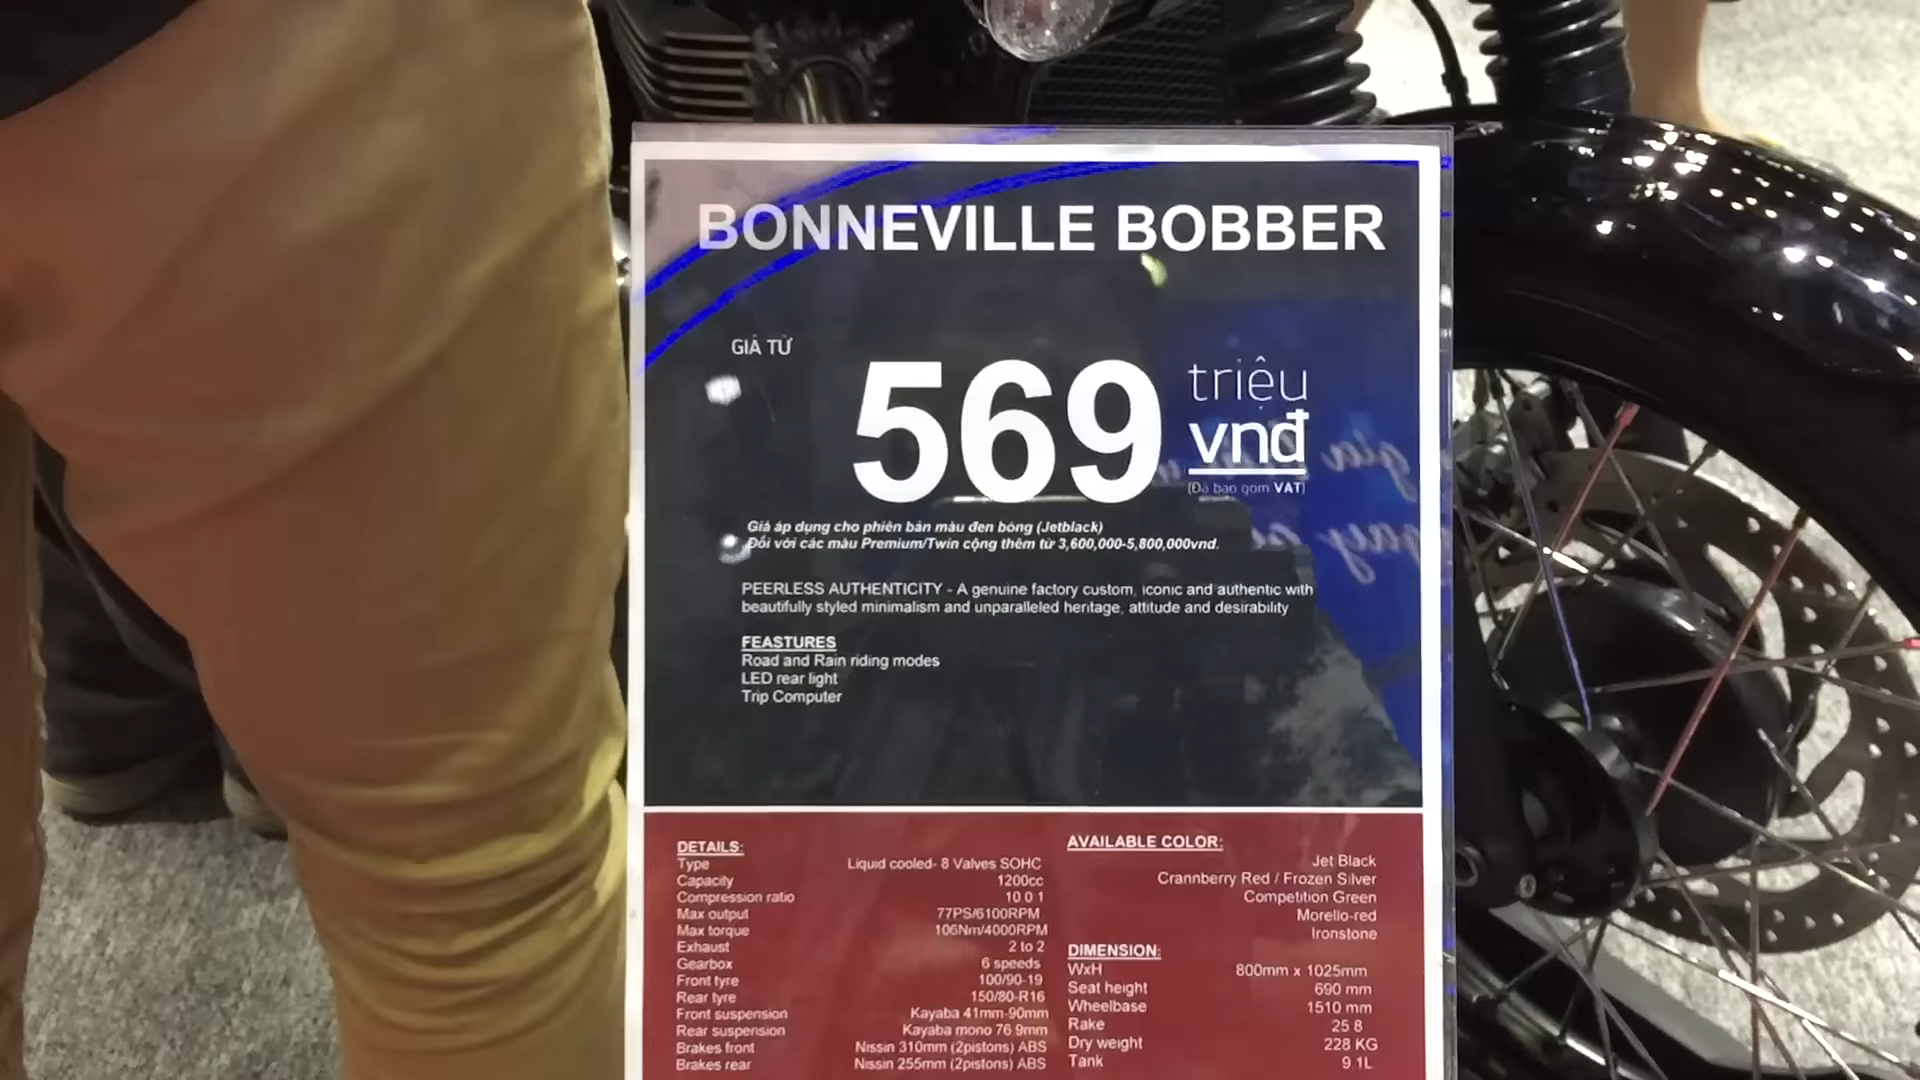 BONNEVILLE BOBBER
GIÁ TỪ
569 triệu
vnđ
(Đã bao gồm VAT)
Giá áp dụng cho phiên bản màu đen bóng (Jetblack)
Đối với các màu Premium/Twin cộng thêm từ 3,600,000-5,800,000vnd.
PEERLESS AUTHENTICITY - A genuine factory custom, iconic and authentic with
beautifully styled minimalism and unparalleled heritage, attitude and desirability
FEASTURES
Road and Rain riding modes
LED rear light
Trip Computer
DETAILS:
Type Liquid cooled- 8 Valves SOHC
Capacity 1200cc
Compression ratio 10 0 1
Max output 77PS/6100RPM
Max torque 106Nm/4000RPM
Exhaust 2 to 2
Gearbox 6 speeds
Front tyre 100/90-19
Rear tyre 150/80-R16
Front suspension Kayaba 41mm-90mm
Rear suspension Kayaba mono 76 9mm
Brakes front Nissin 310mm (2pistons) ABS
Brakes rear Nissin 255mm (2pistons) ABS
AVAILABLE COLOR:
Jet Black
Crannberry Red / Frozen Silver
Competition Green
Morello-red
Ironstone
DIMENSION:
WxH 800mm x 1025mm
Seat height 690 mm
Wheelbase 1510 mm
Rake 25 8
Dry weight 228 KG
Tank 9.1L